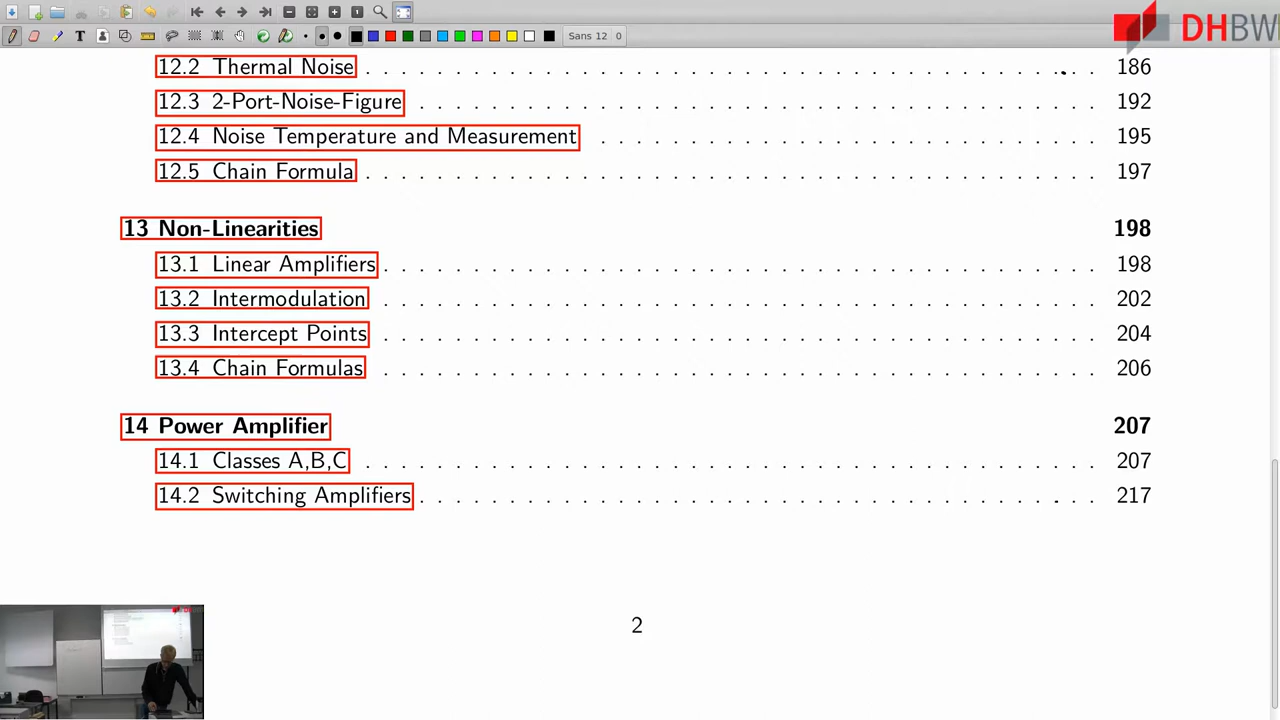 DHBW
Sans 12 0
12.2 Thermal Noise . . . . . . . . . . . . . . . . . . . . . . . . . . . . . . . . . . . . . . . . . 186
12.3 2-Port-Noise-Figure . . . . . . . . . . . . . . . . . . . . . . . . . . . . . . . . . . . . . . 192
12.4 Noise Temperature and Measurement . . . . . . . . . . . . . . . . . . . . . . . . . . . . 195
12.5 Chain Formula . . . . . . . . . . . . . . . . . . . . . . . . . . . . . . . . . . . . . . . . . 197
13 Non-Linearities 198
13.1 Linear Amplifiers . . . . . . . . . . . . . . . . . . . . . . . . . . . . . . . . . . . . . . . . 198
13.2 Intermodulation . . . . . . . . . . . . . . . . . . . . . . . . . . . . . . . . . . . . . . . . 202
13.3 Intercept Points . . . . . . . . . . . . . . . . . . . . . . . . . . . . . . . . . . . . . . . . 204
13.4 Chain Formulas . . . . . . . . . . . . . . . . . . . . . . . . . . . . . . . . . . . . . . . . 206
14 Power Amplifier 207
14.1 Classes A,B,C . . . . . . . . . . . . . . . . . . . . . . . . . . . . . . . . . . . . . . . . . 207
14.2 Switching Amplifiers . . . . . . . . . . . . . . . . . . . . . . . . . . . . . . . . . . . . . . 217
2